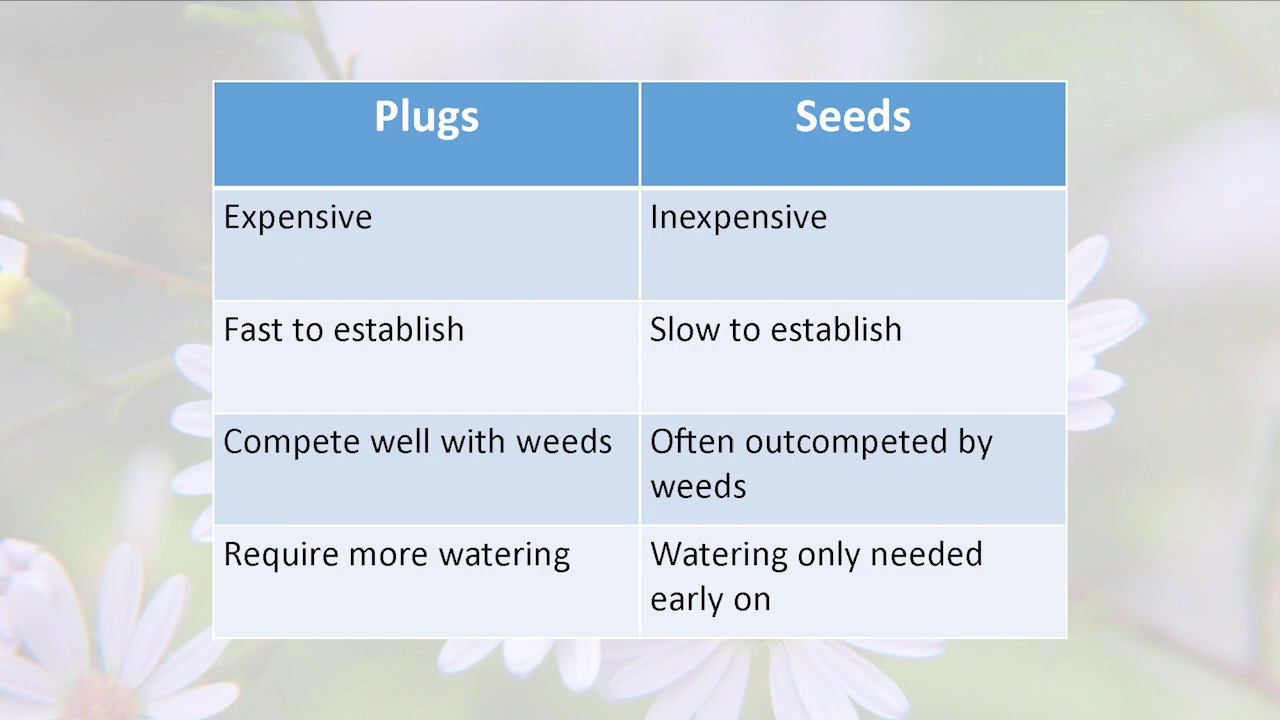 Plugs
Seeds
Expensive
Inexpensive
Fast to establish
Slow to establish
Compete well with weeds
Often outcompeted by
weeds
Require more watering
Watering only needed
early on